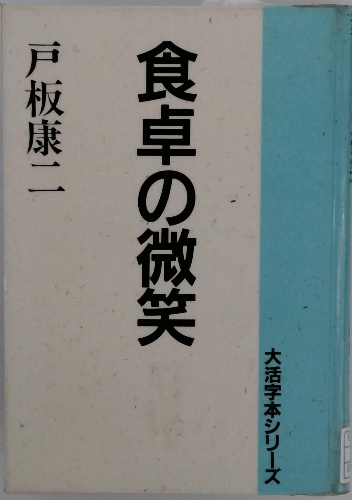 食卓の微笑
戸板康二
大活字本シリーズ